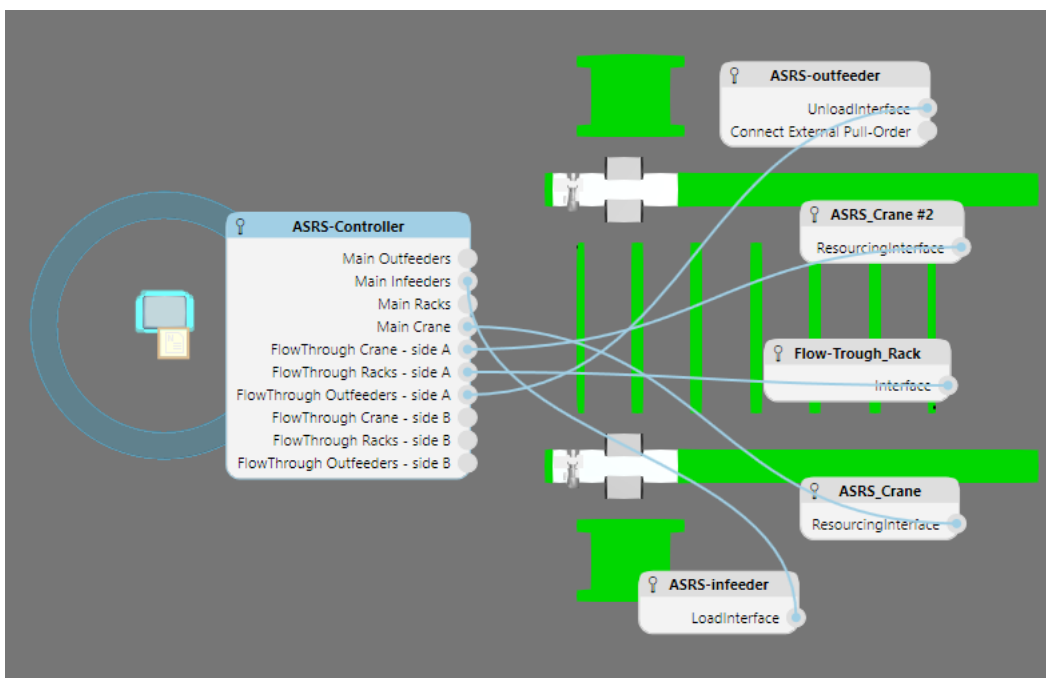 ASRS-Controller
Main Outfeeders
Main Infeeders
Main Racks
Main Crane
FlowThrough Crane - side A
FlowThrough Racks - side A
FlowThrough Outfeeders - side A
FlowThrough Crane - side B
FlowThrough Racks - side B
FlowThrough Outfeeders - side B
ASRS-outfeeder
UnloadInterface
Connect External Pull-Order
ASRS_Crane #2
ResourcingInterface
Flow-Trough_Rack
Interface
ASRS_Crane
ResourcingInterface
ASRS-infeeder
LoadInterface